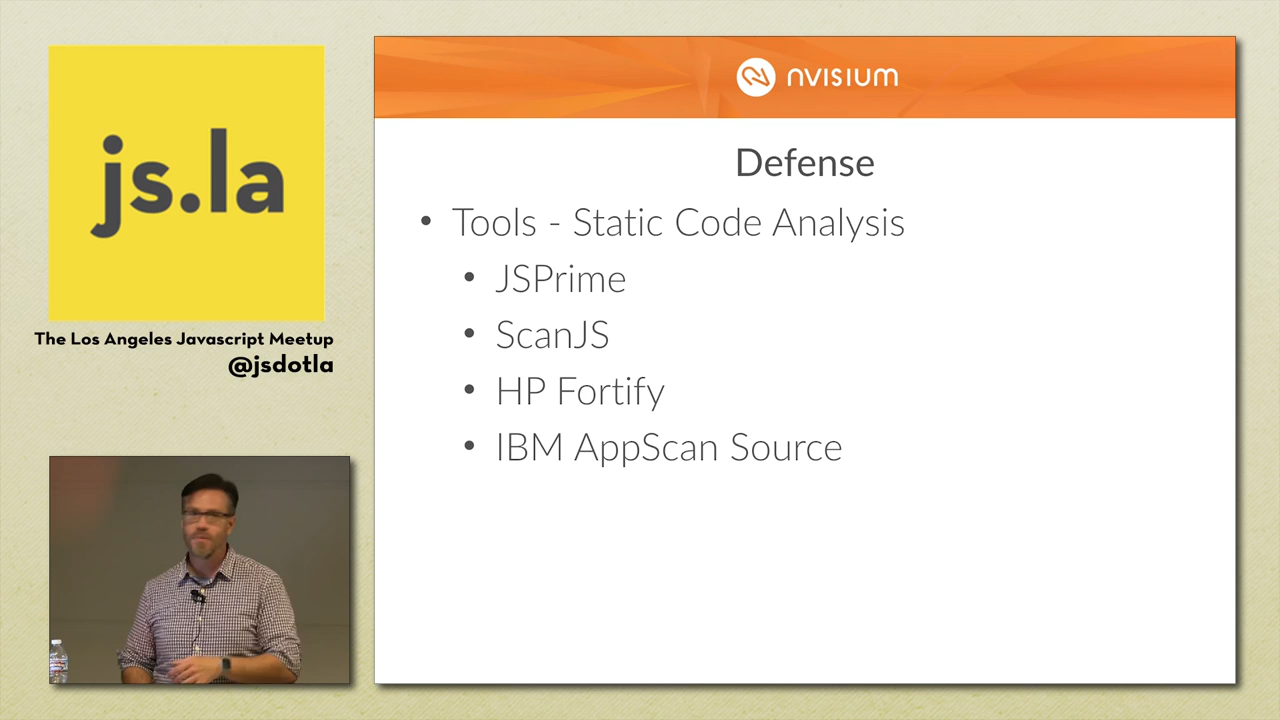 js.la
The Los Angeles Javascript Meetup
@jsdotla
nvisium
Defense
• Tools - Static Code Analysis
• JSPrime
• ScanJS
• HP Fortify
• IBM AppScan Source